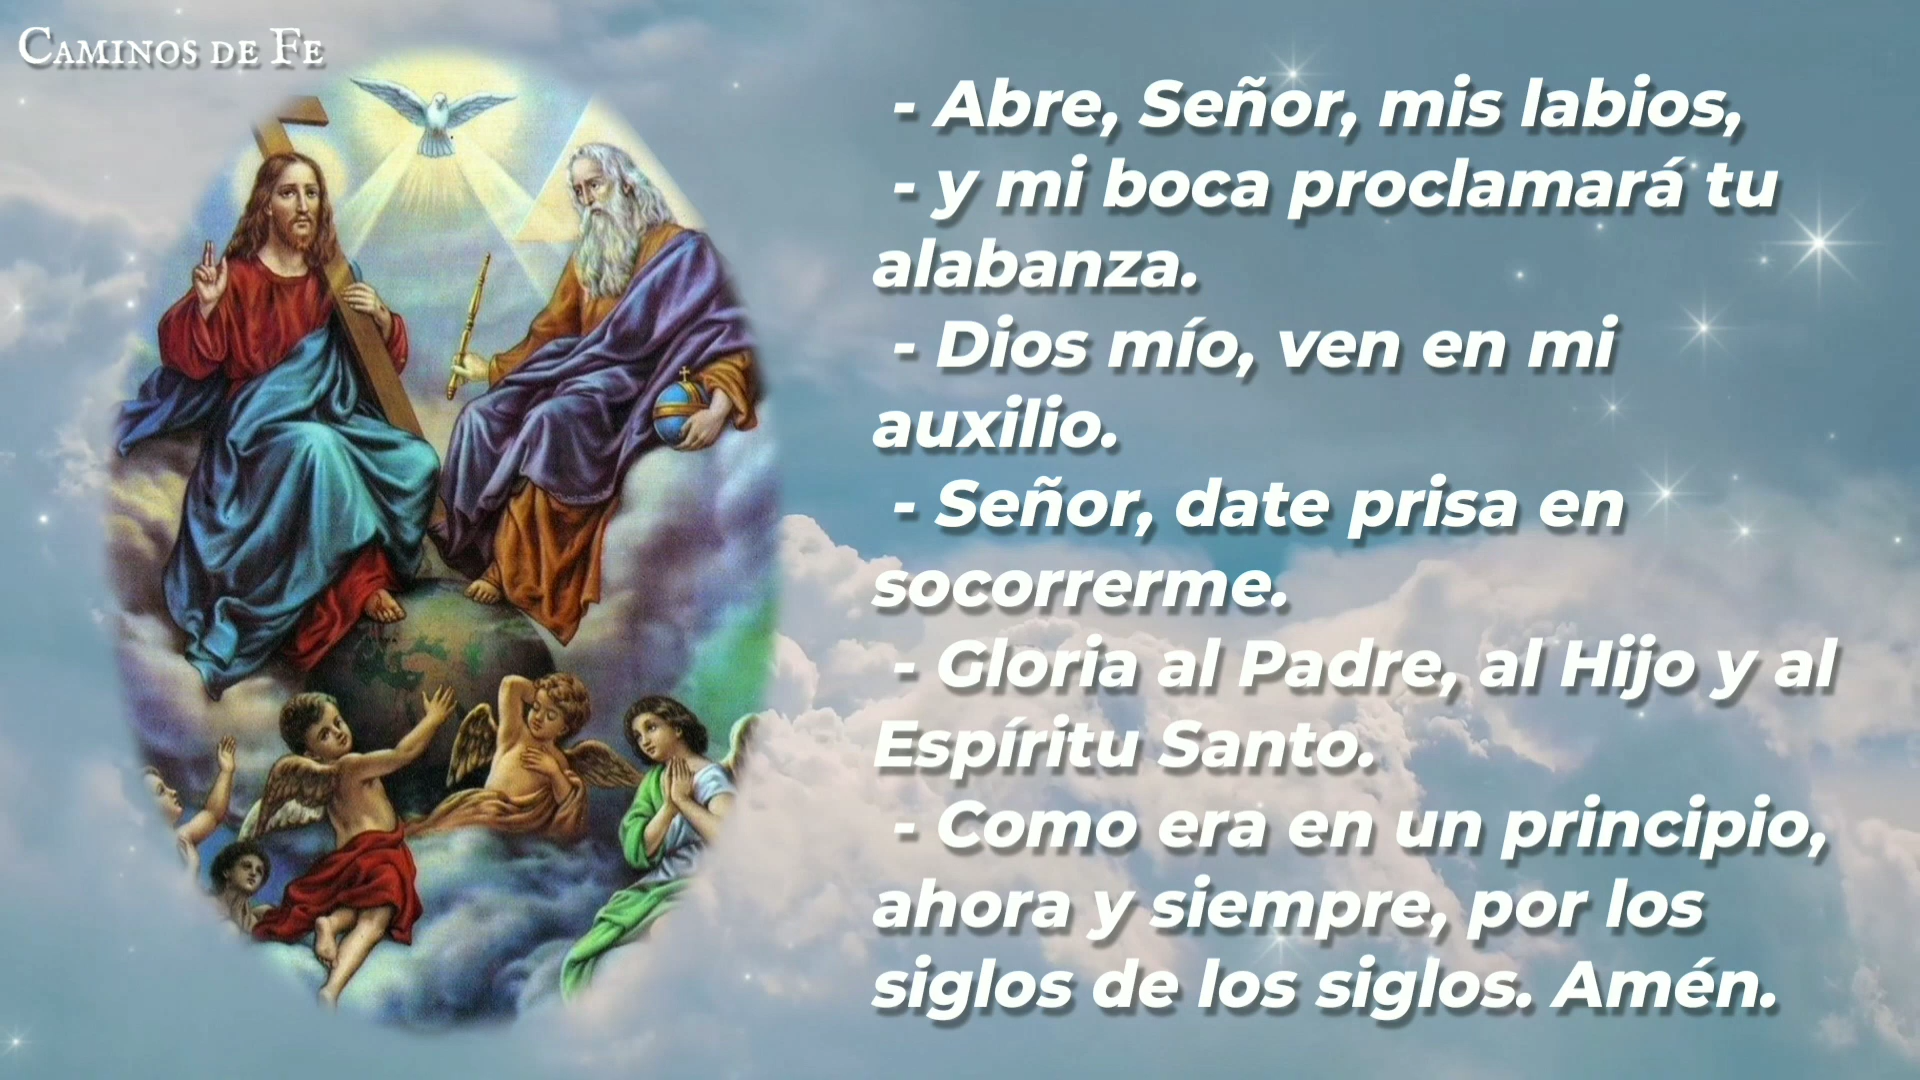 Caminos de Fe
- Abre, Señor, mis labios,
- y mi boca proclamará tu
alabanza.
- Dios mío, ven en mi
auxilio.
- Señor, date prisa en
socorrerme.
- Gloria al Padre, al Hijo y al
Espíritu Santo.
- Como era en un principio,
ahora y siempre, por los
siglos de los siglos. Amén.